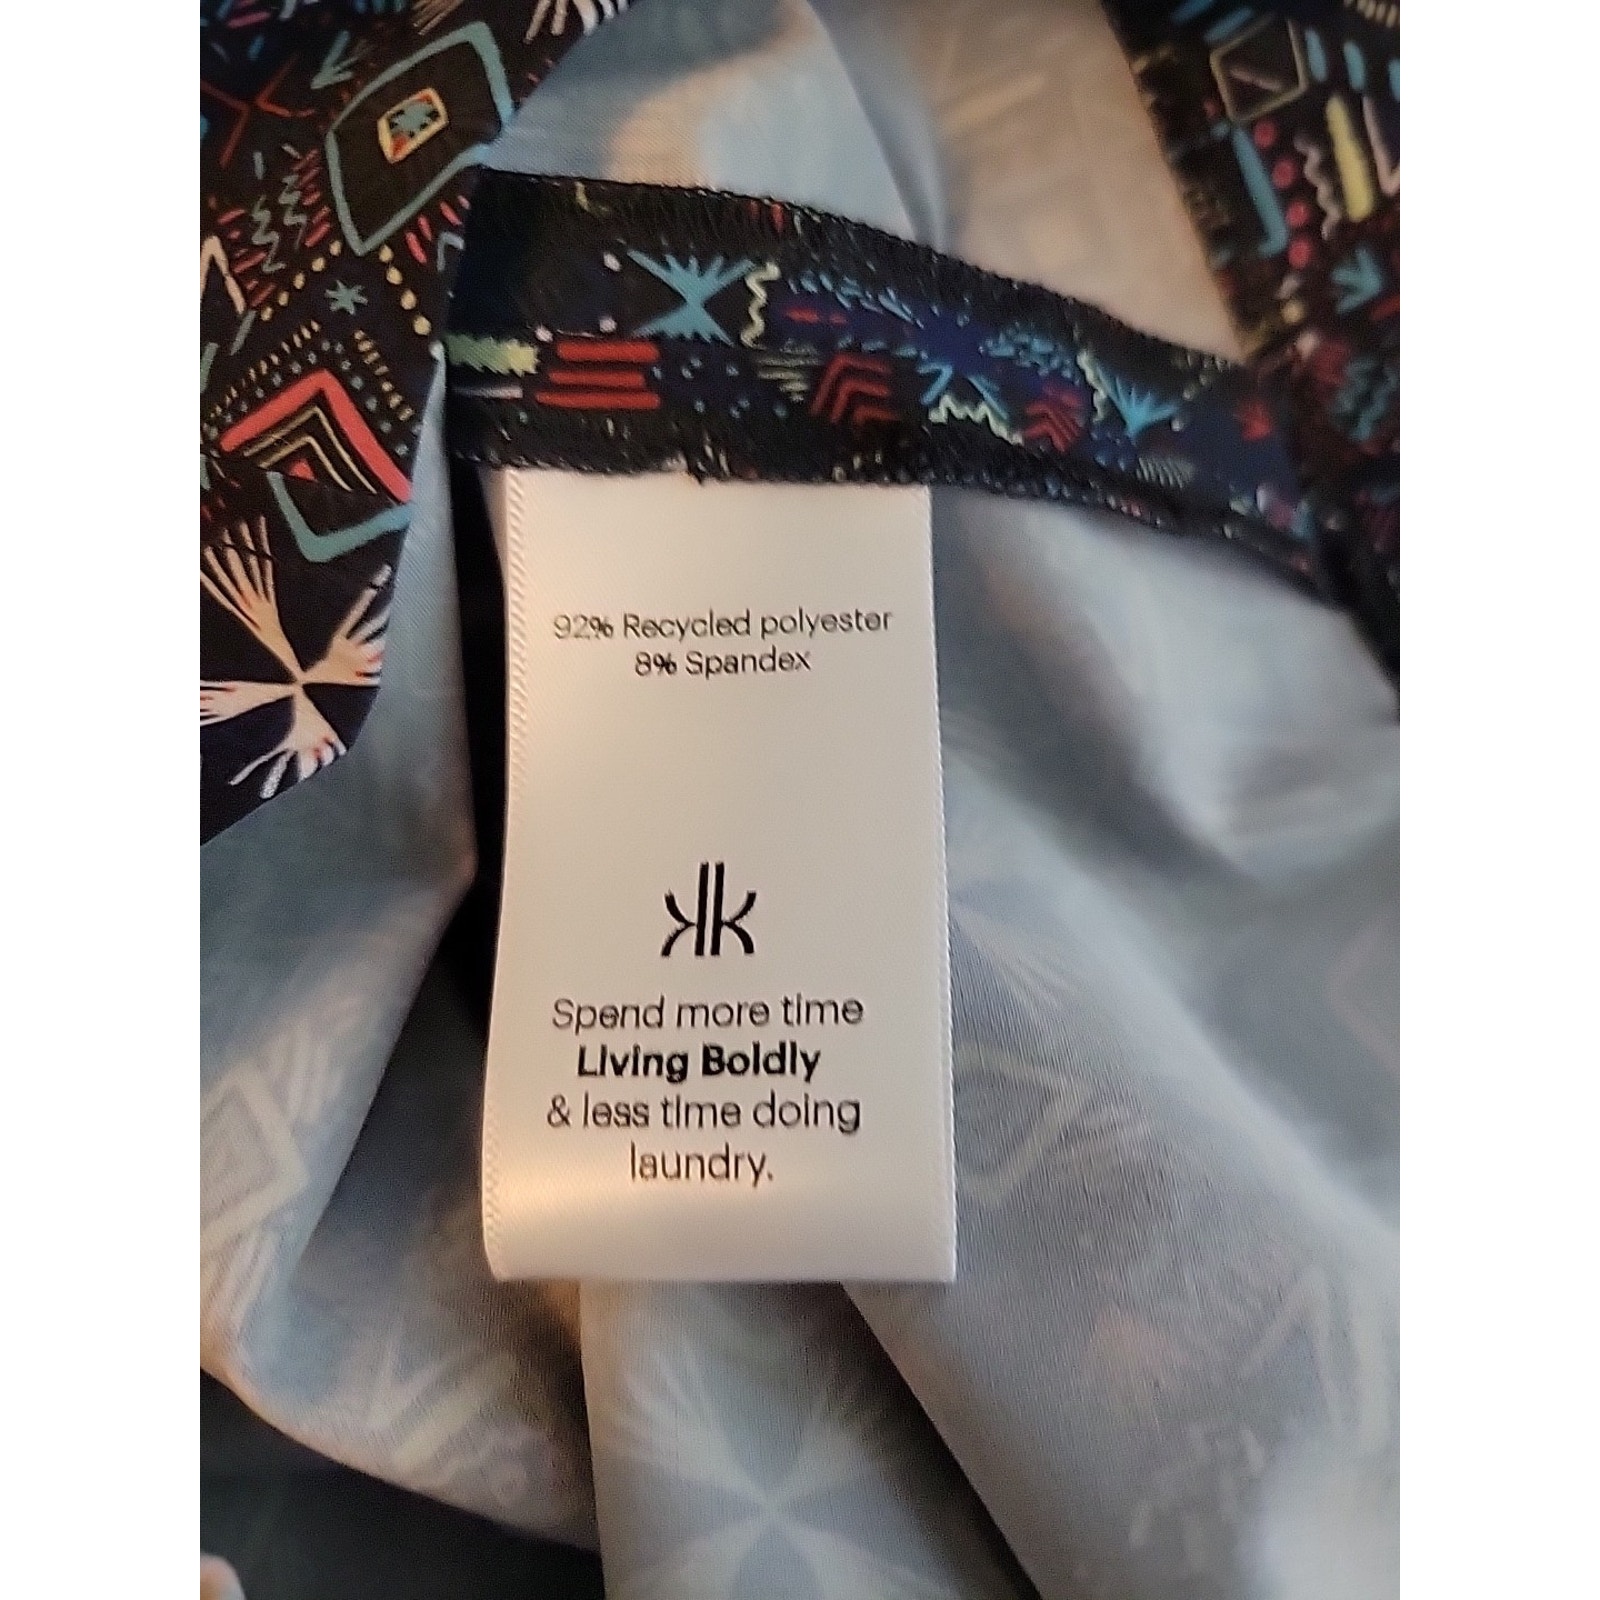 92% Recycled polyester
8% Spandex
kk
Spend more time
Living Boldly
& less time doing
laundry.